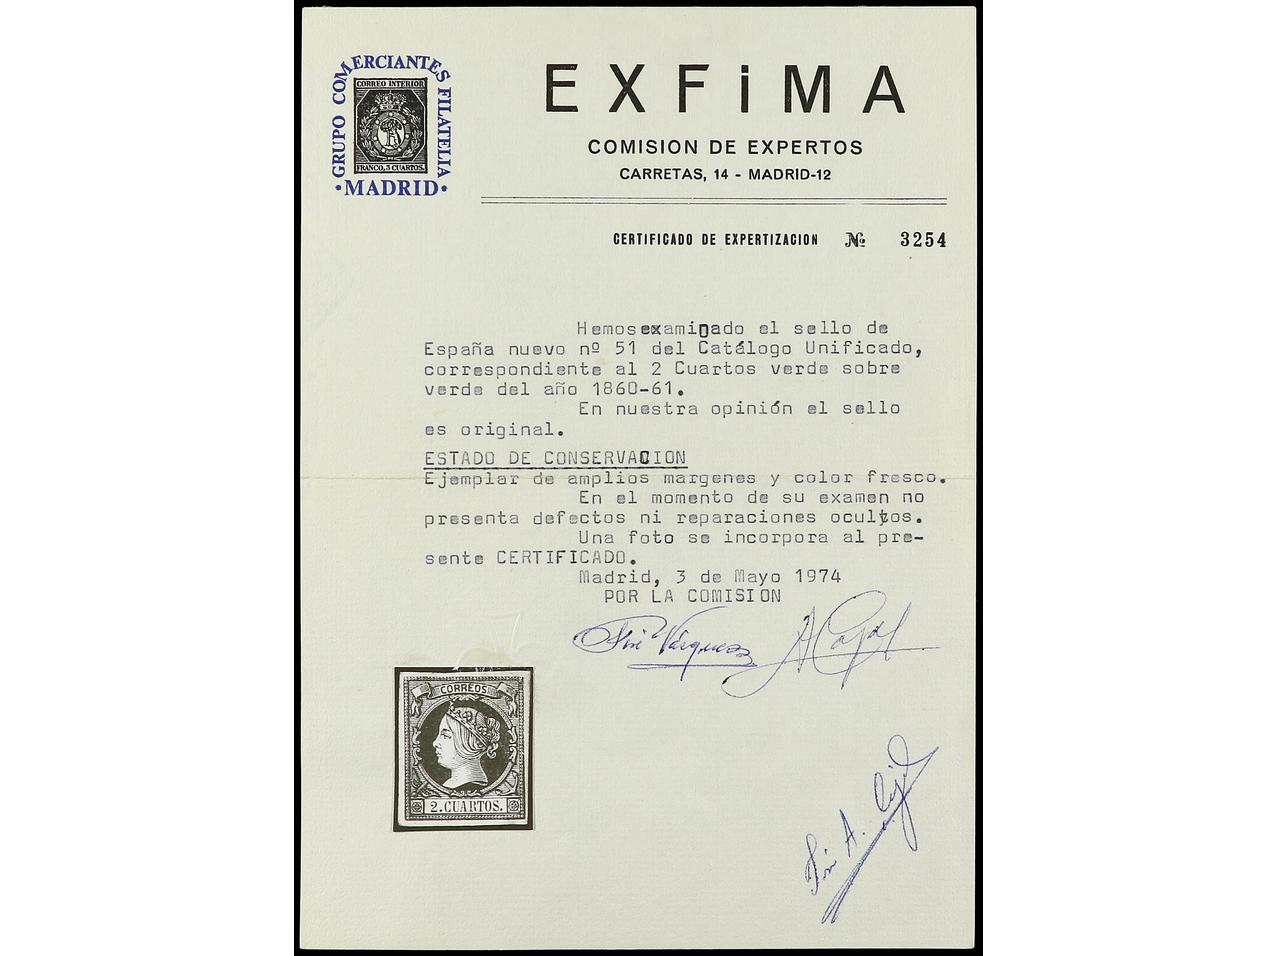 GRUPO COMERCIANTES FILATELIA
• MADRID •
CORREO INTERIOR
FRANCO, 3 CUARTOS.
EXFiMA
COMISION DE EXPERTOS
CARRETAS, 14 - MADRID-12
CERTIFICADO DE EXPERTIZACION № 3254
Hemos examinado el sello de
España nuevo nº 51 del Catálogo Unificado,
correspondiente al 2 Cuartos verde sobre
verde del año 1860-61.
En nuestra opinión el sello
es original.
ESTADO DE CONSERVACION
Ejemplar de amplios margenes y color fresco.
En el momento de su examen no
presenta defectos ni reparaciones ocultos.
Una foto se incorpora al pre-
sente CERTIFICADO.
Madrid, 3 de Mayo 1974
POR LA COMISION
Vázquez
CORREOS
2. CUARTOS.